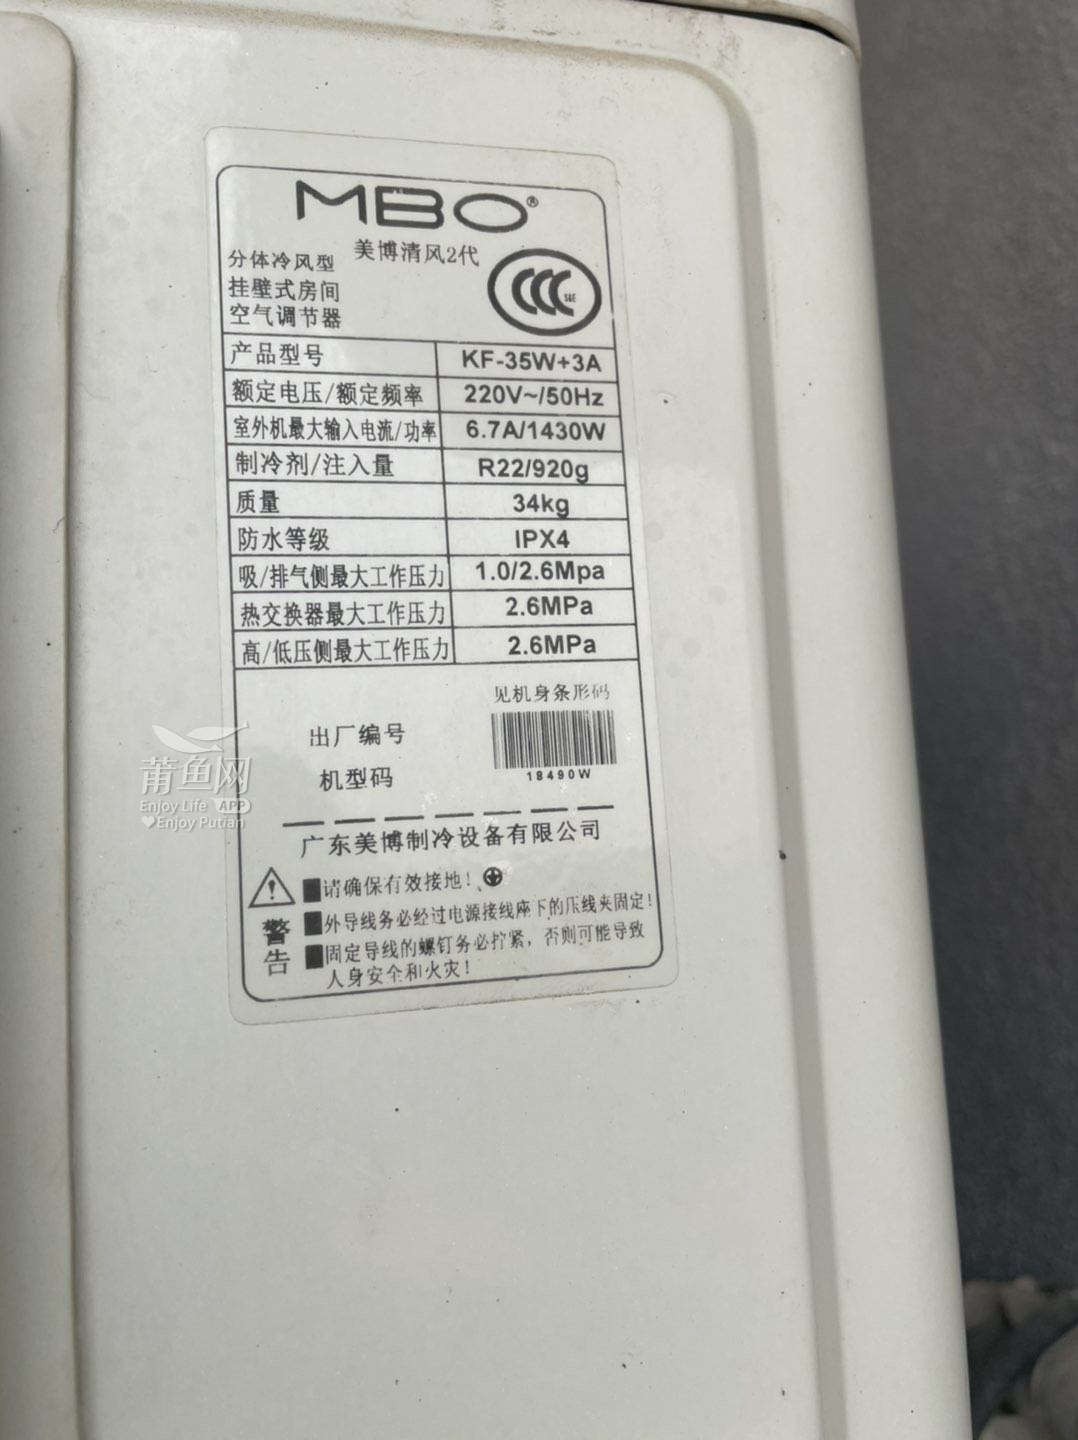 MBO®
美博清风2代
分体冷风型
挂壁式房间
空气调节器
产品型号 KF-35W+3A
额定电压/额定频率 220V~/50Hz
室外机最大输入电流/功率 6.7A/1430W
制冷剂/注入量 R22/920g
质量 34kg
防水等级 IPX4
吸/排气侧最大工作压力 1.0/2.6Mpa
热交换器最大工作压力 2.6MPa
高/低压侧最大工作压力 2.6MPa
见机身条形码
出厂编号
机型码
18490W
广东美博制冷设备有限公司
警告
请确保有效接地!
外导线务必经过电源接线座下的压线夹固定!
固定导线的螺钉务必拧紧，否则可能导致
人身安全和火灾!
莆鱼网
Enjoy Life APP
Enjoy Putian